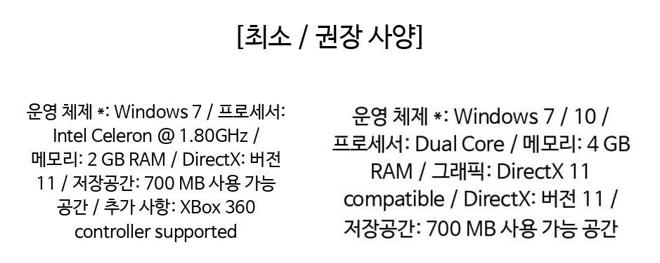 [최소 / 권장 사양]
운영 체제 *: Windows 7 / 프로세서:
Intel Celeron @ 1.80GHz /
메모리: 2 GB RAM / DirectX: 버전
11 / 저장공간: 700 MB 사용 가능
공간 / 추가 사항: XBox 360
controller supported
운영 체제 *: Windows 7 / 10 /
프로세서: Dual Core / 메모리: 4 GB
RAM / 그래픽: DirectX 11
compatible / DirectX: 버전 11 /
저장공간: 700 MB 사용 가능 공간